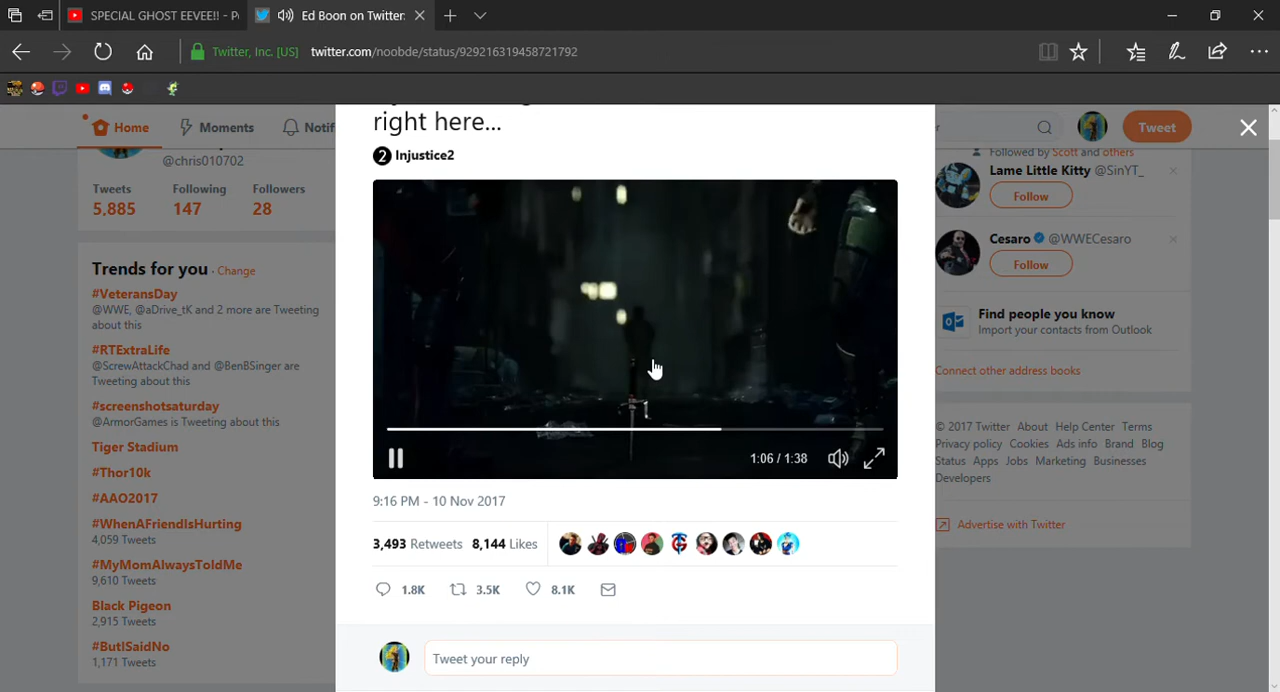 SPECIAL GHOST EEVEE!! - P
Ed Boon on Twitter:
Twitter, Inc. [US]
twitter.com/noobde/status/929216319458721792
Home
Moments
Notif
Tweet
right here...
2 Injustice2
@chris010702
Tweets
Following
Followers
5,885
147
28
Trends for you · Change
#VeteransDay
@WWE, @aDrive_tK and 2 more are Tweeting
about this
#RTExtraLife
@ScrewAttackChad and @BenBSinger are
Tweeting about this
#screenshotsaturday
@ArmorGames is Tweeting about this
Tiger Stadium
#Thor10k
#AAO2017
#WhenAFriendIsHurting
4,059 Tweets
#MyMomAlwaysToldMe
9,610 Tweets
Black Pigeon
2,915 Tweets
#ButISaidNo
1,171 Tweets
1:06 / 1:38
9:16 PM - 10 Nov 2017
3,493 Retweets
8,144 Likes
1.8K
3.5K
8.1K
Tweet your reply
Followed by Scott and others
Lame Little Kitty @SinYT_
Follow
Cesaro @WWECesaro
Follow
Find people you know
Import your contacts from Outlook
Connect other address books
© 2017 Twitter About Help Center Terms
Privacy policy Cookies Ads info Brand Blog
Status Apps Jobs Marketing Businesses
Developers
Advertise with Twitter